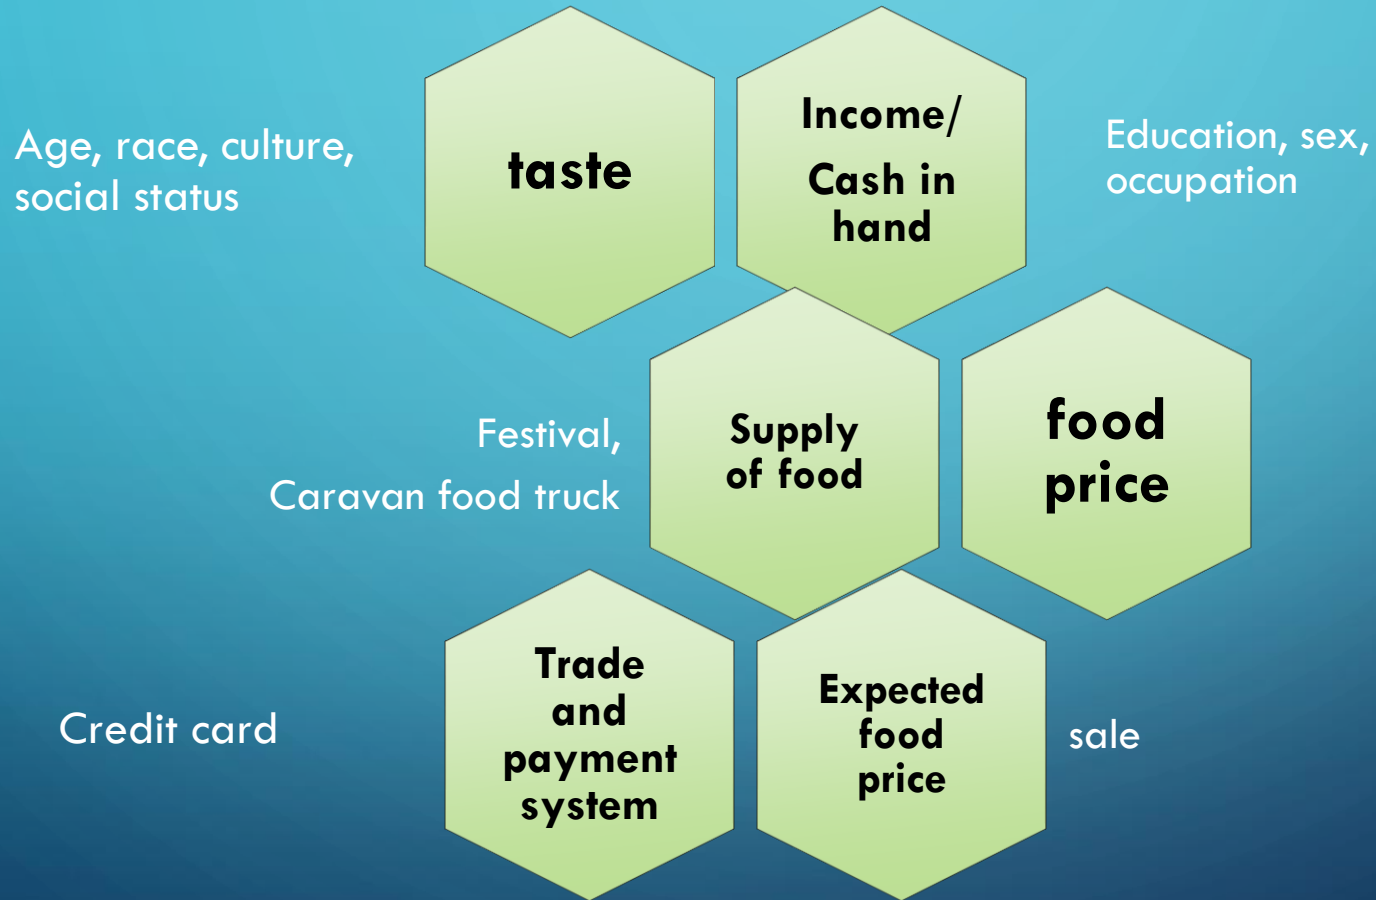 Age, race, culture,
social status
taste
Income/
Cash in
hand
Education, sex,
occupation
Festival,
Caravan food truck
Supply
of food
food
price
Credit card
Trade
and
payment
system
Expected
food
price
sale